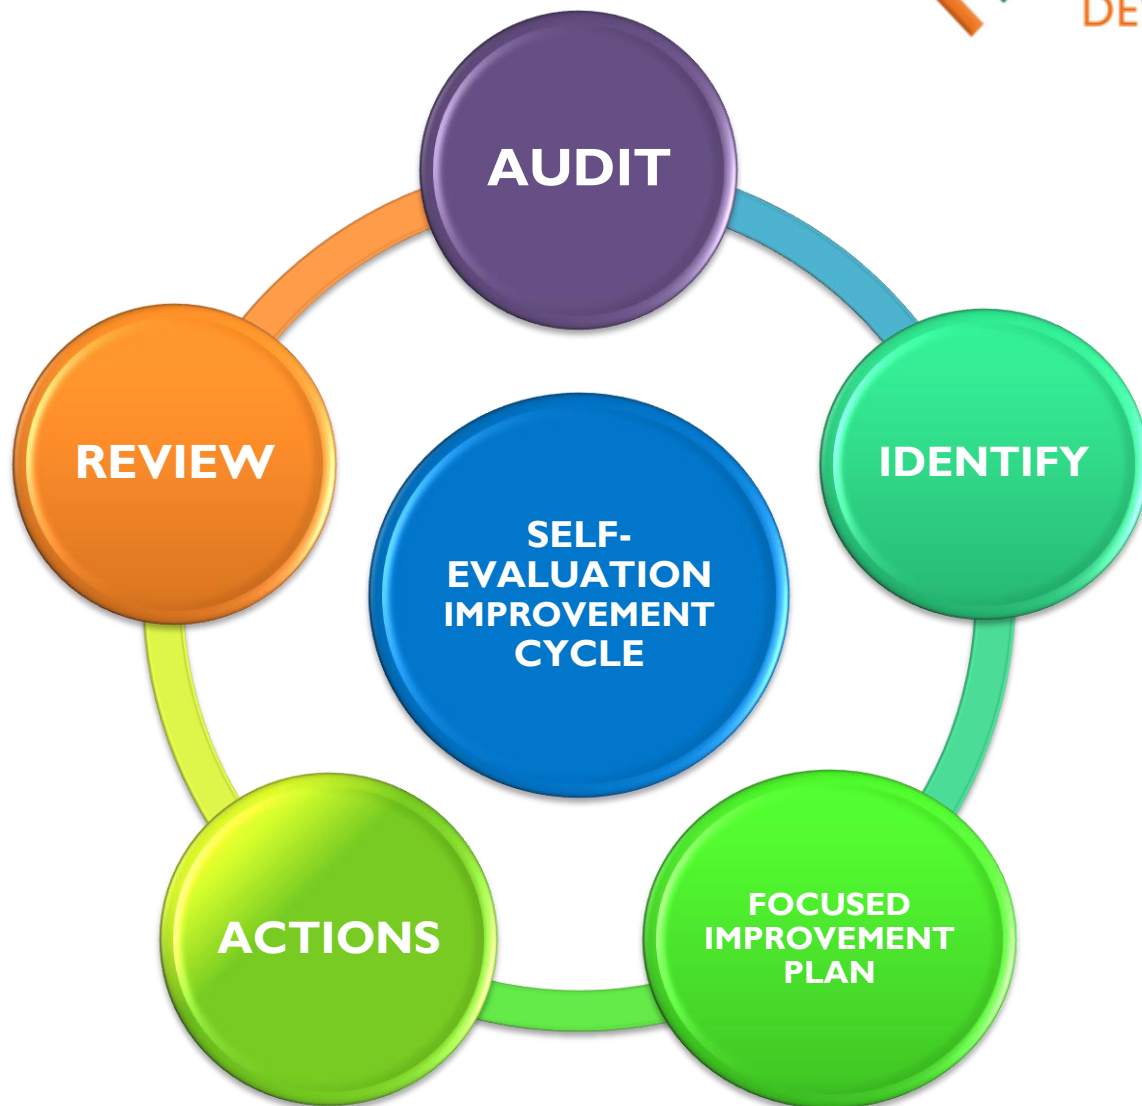 AUDIT
IDENTIFY
FOCUSED
IMPROVEMENT
PLAN
ACTIONS
REVIEW
SELF-
EVALUATION
IMPROVEMENT
CYCLE